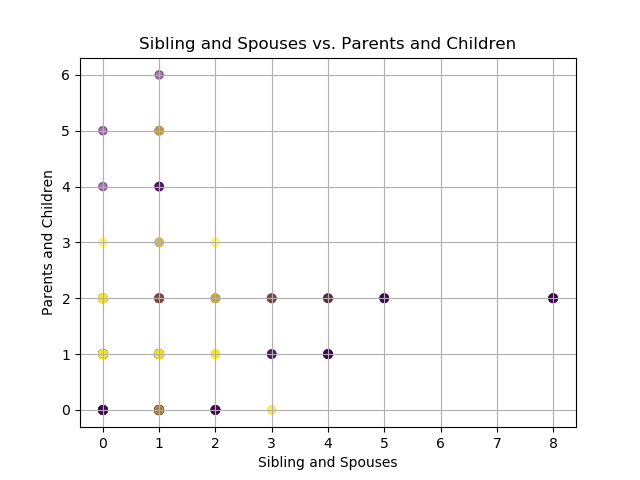 Sibling and Spouses vs. Parents and Children
6
5
4
3
2
1
0
Parents and Children
0 1 2 3 4 5 6 7 8
Sibling and Spouses